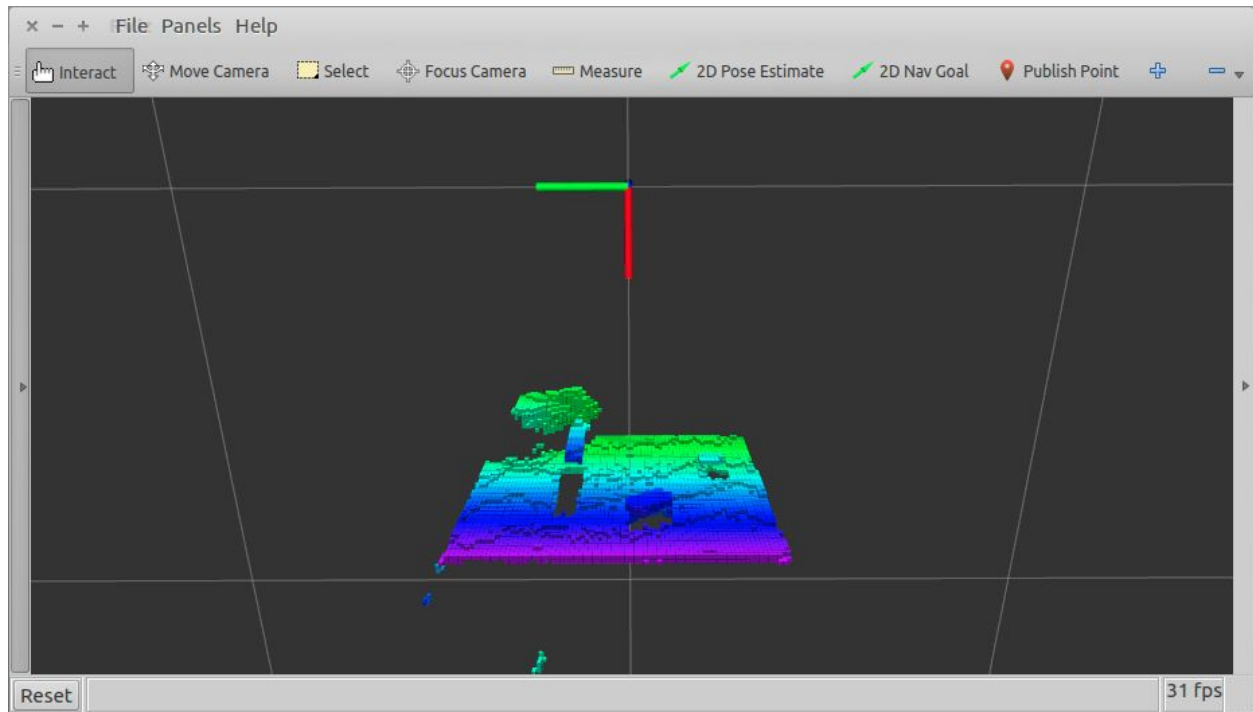 × − + File Panels Help
Interact Move Camera Select Focus Camera Measure 2D Pose Estimate 2D Nav Goal Publish Point
Reset 31 fps